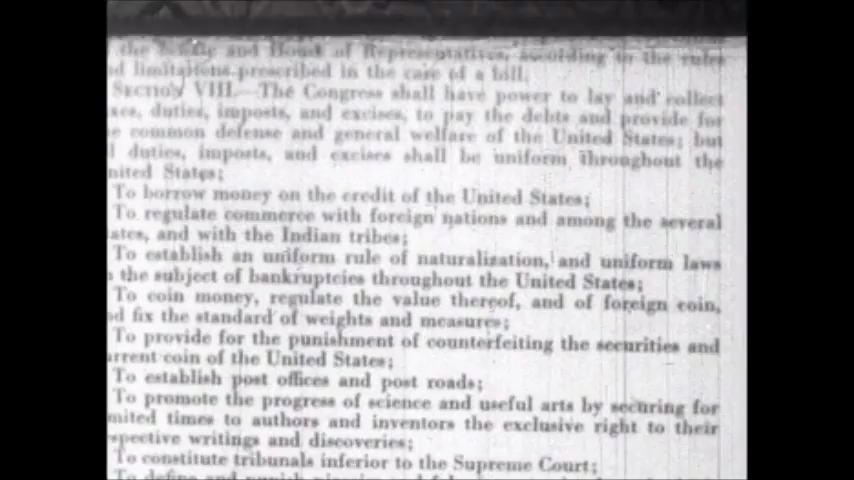 the and House of Representatives, according to the rules
nd limitations prescribed in the case of a bill.
Section VIII.—The Congress shall have power to lay and collect
xes, duties, imposts, and excises, to pay the debts and provide for
e common defense and general welfare of the United States; but
l duties, imposts, and excises shall be uniform throughout the
nited States;
To borrow money on the credit of the United States;
To regulate commerce with foreign nations and among the several
ates, and with the Indian tribes;
To establish an uniform rule of naturalization, and uniform laws
the subject of bankruptcies throughout the United States;
To coin money, regulate the value thereof, and of foreign coin,
nd fix the standard of weights and measures;
To provide for the punishment of counterfeiting the securities and
rrent coin of the United States;
To establish post offices and post roads;
To promote the progress of science and useful arts by securing for
mited times to authors and inventors the exclusive right to their
spective writings and discoveries;
To constitute tribunals inferior to the Supreme Court;
To define and punish